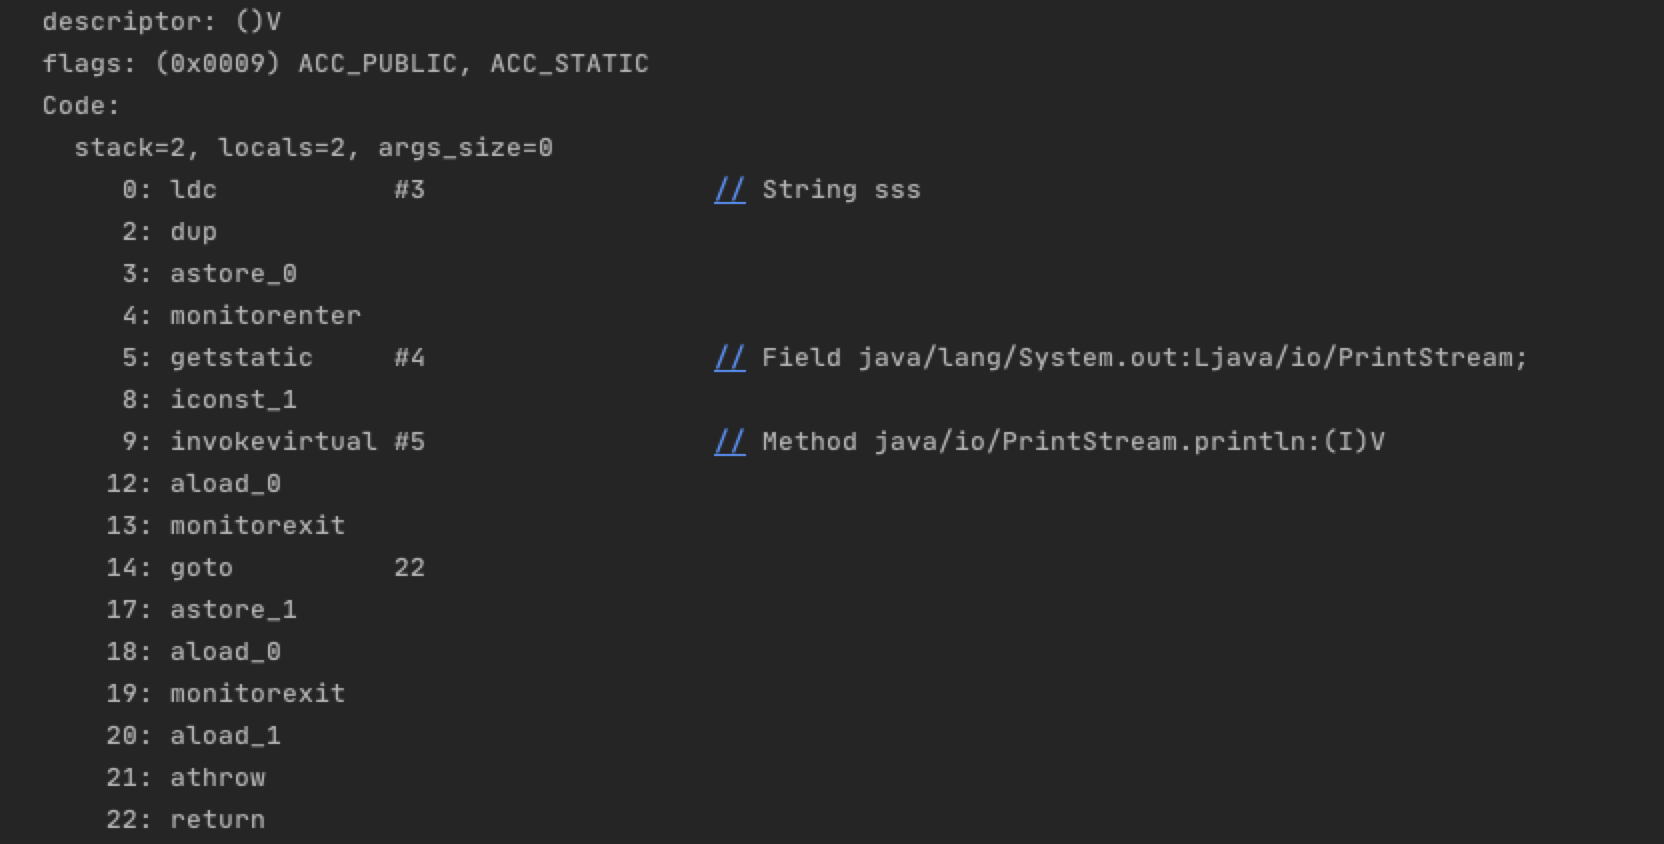 descriptor: ()V
flags: (0x0009) ACC_PUBLIC, ACC_STATIC
Code:
stack=2, locals=2, args_size=0
0: ldc #3 // String sss
2: dup
3: astore_0
4: monitorenter
5: getstatic #4 // Field java/lang/System.out:Ljava/io/PrintStream;
8: iconst_1
9: invokevirtual #5 // Method java/io/PrintStream.println:(I)V
12: aload_0
13: monitorexit
14: goto 22
17: astore_1
18: aload_0
19: monitorexit
20: aload_1
21: athrow
22: return